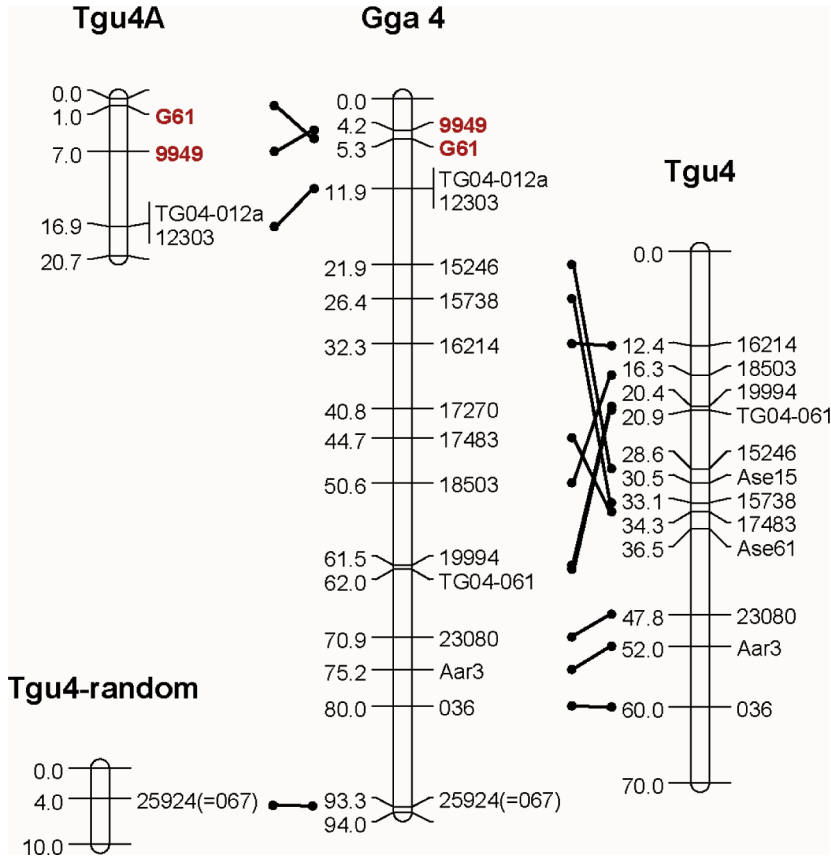 Tgu4A
0.0
1.0 G61
7.0 9949
TG04-012a
16.9
12303
20.7
Gga 4
0.0
4.2 9949
5.3 G61
TG04-012a
11.9
12303
21.9 15246
26.4 15738
32.3 16214
40.8 17270
44.7 17483
50.6 18503
61.5 19994
62.0 TG04-061
70.9 23080
75.2 Aar3
80.0 036
93.3 25924(=067)
94.0
Tgu4
0.0
12.4 16214
16.3 18503
20.4 19994
20.9 TG04-061
28.6 15246
30.5 Ase15
33.1 15738
34.3 17483
36.5 Ase61
47.8 23080
52.0 Aar3
60.0 036
70.0
Tgu4-random
0.0
4.0 25924(=067)
10.0